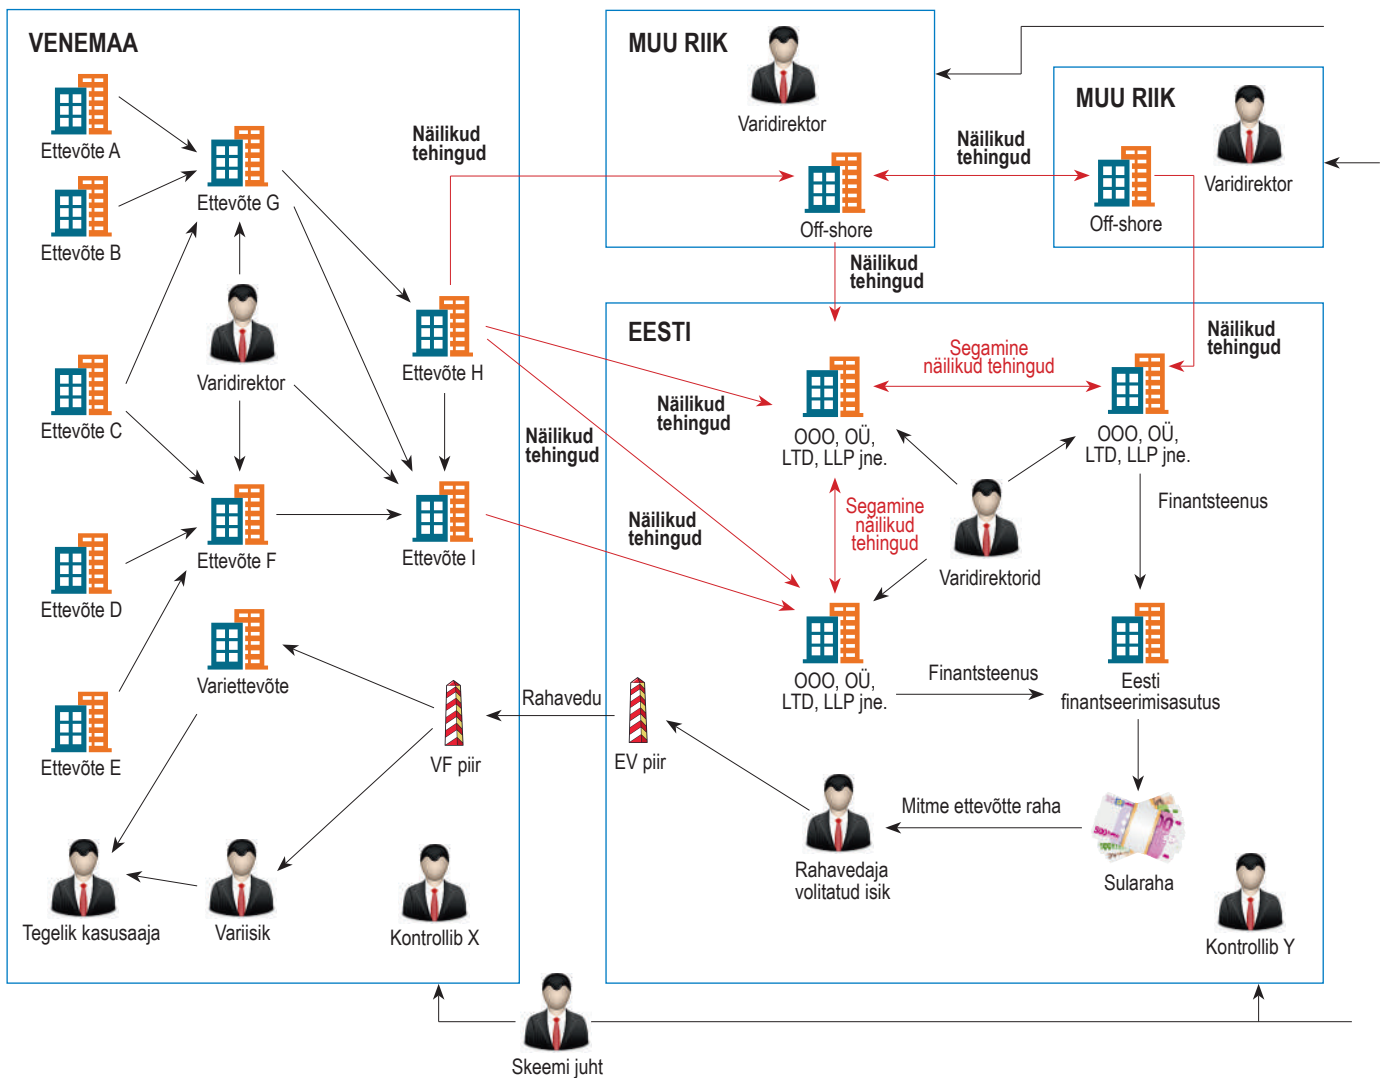 VENEMAA
Ettevõte A
Ettevõte B
Ettevõte G
Varidirektor
Ettevõte C
Ettevõte H
Ettevõte F
Ettevõte I
Ettevõte D
Variettevõte
Ettevõte E
VF piir
Tegelik kasusaaja
Variisik
Kontrollib X
Näilikud
tehingud
MUU RIIK
Varidirektor
Off-shore
Näilikud
tehingud
MUU RIIK
Varidirektor
Off-shore
Näilikud
tehingud
Näilikud
tehingud
EESTI
Segamine
näilikud tehingud
Näilikud
tehingud
Näilikud
tehingud
Näilikud
tehingud
OOO, OÜ,
LTD, LLP jne.
OOO, OÜ,
LTD, LLP jne.
Segamine
näilikud
tehingud
Finantsteenus
Varidirektorid
OOO, OÜ,
LTD, LLP jne.
Finantsteenus
Eesti
finantseerimisasutus
Rahavedu
EV piir
Mitme ettevõtte raha
Rahavedaja
volitatud isik
Sularaha
Kontrollib Y
Skeemi juht